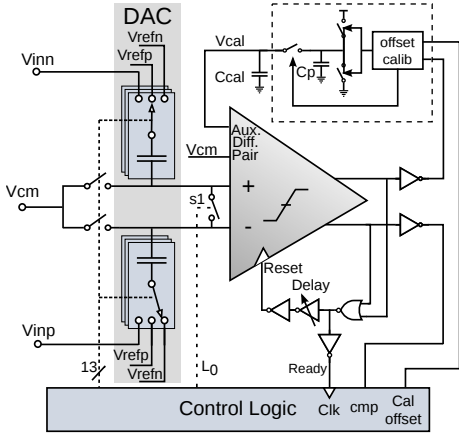 DAC
Vrefn
Vrefp
Vinn
Vcal
Ccal
Cp
offset
calib
Aux.
Diff.
Pair
Vcm
Vcm
s1
+
-
Reset
Delay
Vinp
Vrefp
Vrefn
13
L0
Ready
Control Logic
Clk
cmp
Cal
offset